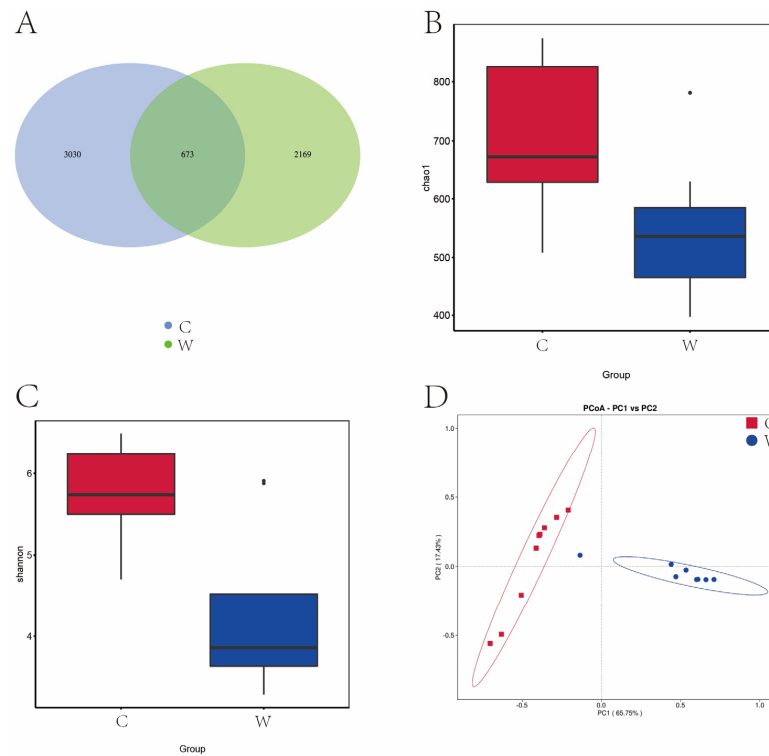 A
3030
673
2169
C
W
B
chao1
800
700
600
500
400
C
W
Group
C
shannon
6
5
4
C
W
Group
D
PCoA - PC1 vs PC2
PC2 ( 17.43% )
1.0
0.5
0.0
-0.5
-0.5
0.0
0.5
1.0
PC1 ( 65.75% )